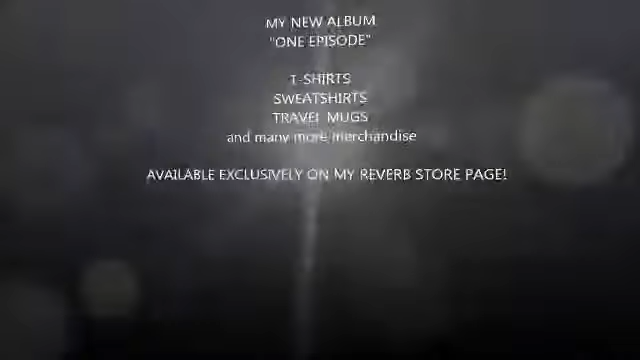 MY NEW ALBUM
"ONE EPISODE"
T-SHIRTS
SWEATSHIRTS
TRAVEL MUGS
and many more merchandise
AVAILABLE EXCLUSIVELY ON MY REVERB STORE PAGE!